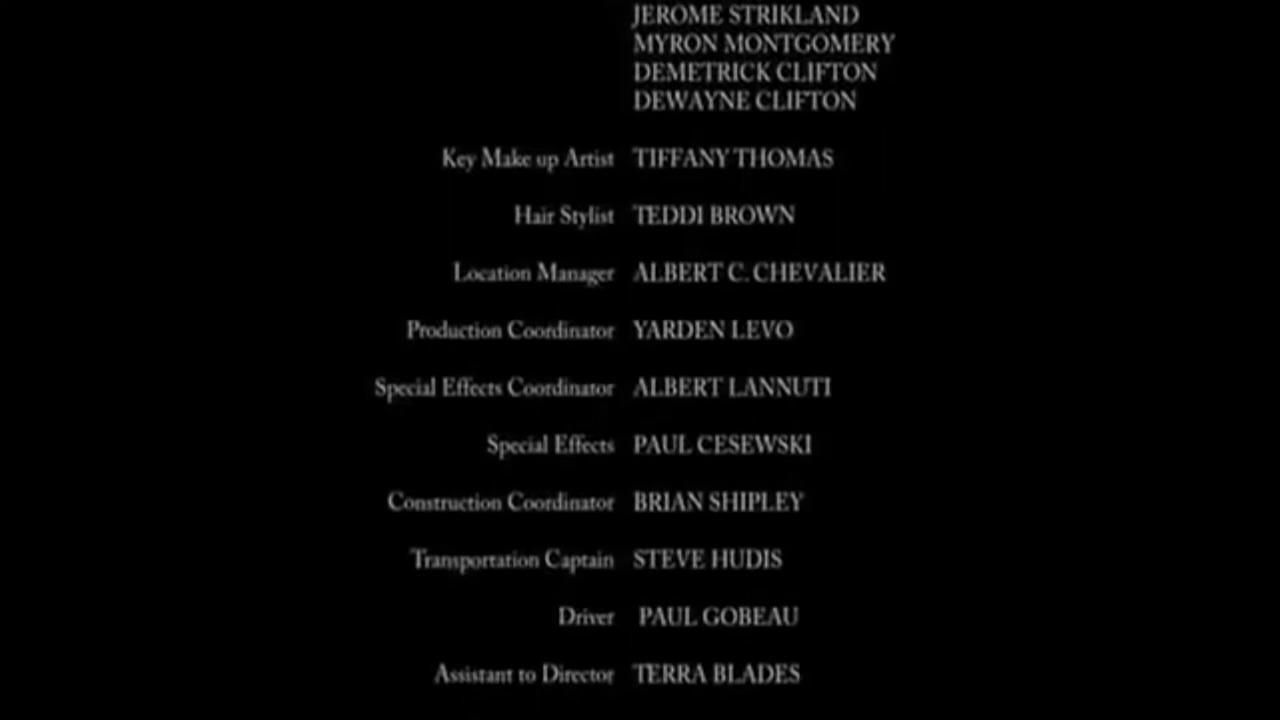 JEROME STRIKLAND
MYRON MONTGOMERY
DEMETRICK CLIFTON
DEWAYNE CLIFTON
Key Make up Artist TIFFANY THOMAS
Hair Stylist TEDDI BROWN
Location Manager ALBERT C. CHEVALIER
Production Coordinator YARDEN LEVO
Special Effects Coordinator ALBERT LANNUTI
Special Effects PAUL CESEWSKI
Construction Coordinator BRIAN SHIPLEY
Transportation Captain STEVE HUDIS
Driver PAUL GOBEAU
Assistant to Director TERRA BLADES